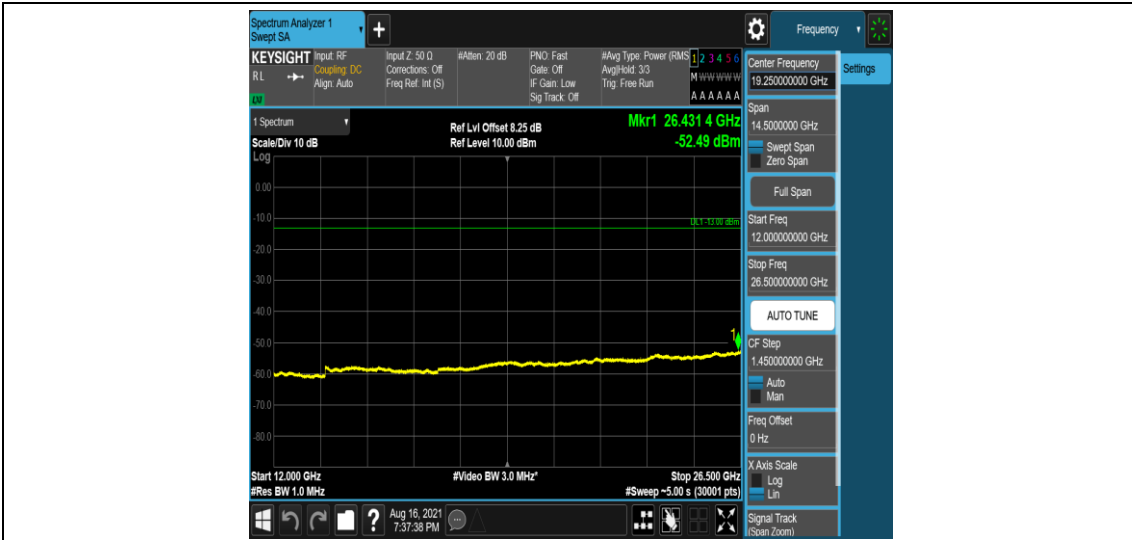 Spectrum Analyzer 1
Swept SA
+
Frequency
KEYSIGHT
RL
LXI
Input: RF
Coupling: DC
Align: Auto
Input Z: 50 Ω
Corrections: Off
Freq Ref: Int (S)
#Atten: 20 dB
PNO: Fast
Gate: Off
IF Gain: Low
Sig Track: Off
#Avg Type: Power (RMS
Avg|Hold: 3/3
Trig: Free Run
1 2 3 4 5 6
M W W W W W
A A A A A A
1 Spectrum
Scale/Div 10 dB
Log
Ref Lvl Offset 8.25 dB
Ref Level 10.00 dBm
Mkr1 26.431 4 GHz
-52.49 dBm
0.00
-10.0
DL1 -13.00 dBm
-20.0
-30.0
-40.0
1
-50.0
-60.0
-70.0
-80.0
Start 12.000 GHz
#Res BW 1.0 MHz
#Video BW 3.0 MHz*
Stop 26.500 GHz
#Sweep ~5.00 s (30001 pts)
?
Aug 16, 2021
7:37:38 PM
Center Frequency
19.250000000 GHz
Settings
Span
14.5000000 GHz
Swept Span
Zero Span
Full Span
Start Freq
12.000000000 GHz
Stop Freq
26.500000000 GHz
AUTO TUNE
CF Step
1.450000000 GHz
Auto
Man
Freq Offset
0 Hz
X Axis Scale
Log
Lin
Signal Track
(Span Zoom)